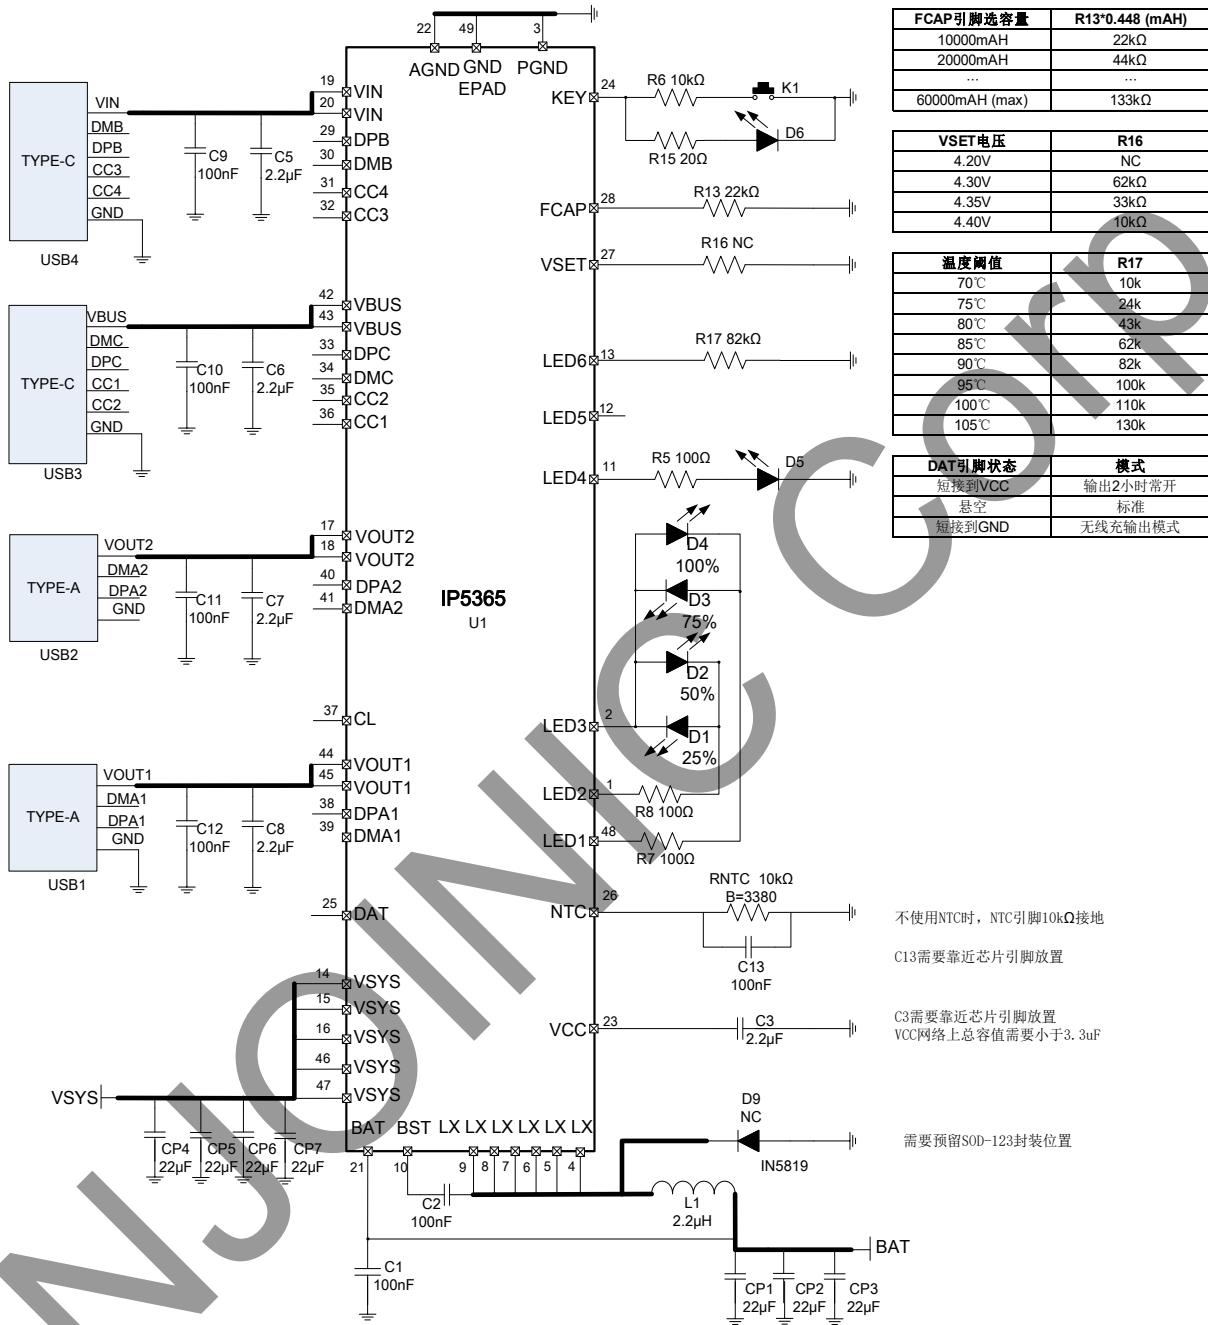 22
49
3
AGND GND
EPAD
PGND
19
VIN
20
VIN
29
DPB
30
DMB
31
CC4
32
CC3
TYPE-C
VIN
DMB
DPB
CC3
CC4
GND
USB4
C9
100nF
C5
2.2μF
42
VBUS
43
VBUS
33
DPC
34
DMC
35
CC2
36
CC1
TYPE-C
VBUS
DMC
DPC
CC1
CC2
GND
USB3
C10
100nF
C6
2.2μF
17
VOUT2
18
VOUT2
40
DPA2
41
DMA2
TYPE-A
VOUT2
DMA2
DPA2
GND
USB2
C11
100nF
C7
2.2μF
37
CL
44
VOUT1
45
VOUT1
38
DPA1
39
DMA1
TYPE-A
VOUT1
DMA1
DPA1
GND
USB1
C12
100nF
C8
2.2μF
25
DAT
14
VSYS
15
VSYS
16
VSYS
46
VSYS
47
VSYS
VSYS
CP4
22μF
CP5
22μF
CP6
22μF
CP7
22μF
IP5365
U1
24
KEY
R6 10kΩ
K1
R15 20Ω
D6
28
FCAP
R13 22kΩ
27
VSET
R16 NC
13
LED6
R17 82kΩ
12
LED5
11
LED4
R5 100Ω
D5
D4
100%
D3
75%
D2
50%
D1
25%
2
LED3
1
LED2
R8 100Ω
48
LED1
R7 100Ω
26
NTC
RNTC 10kΩ
B=3380
C13
100nF
23
VCC
C3
2.2μF
BAT BST LX LX LX LX LX LX
21
10
9
8
7
6
5
4
C2
100nF
C1
100nF
D9
NC
IN5819
L1
2.2μH
BAT
CP1
22μF
CP2
22μF
CP3
22μF
FCAP引脚选容量 R13*0.448 (mAH)
10000mAH 22kΩ
20000mAH 44kΩ
... ...
60000mAH (max) 133kΩ
VSET电压 R16
4.20V NC
4.30V 62kΩ
4.35V 33kΩ
4.40V 10kΩ
温度阈值 R17
70℃ 10k
75℃ 24k
80℃ 43k
85℃ 62k
90℃ 82k
95℃ 100k
100℃ 110k
105℃ 130k
DAT引脚状态 模式
短接到VCC 输出2小时常开
悬空 标准
短接到GND 无线充输出模式
不使用NTC时，NTC引脚10kΩ接地
C13需要靠近芯片引脚放置
C3需要靠近芯片引脚放置
VCC网络上总容值需要小于3.3uF
需要预留SOD-123封装位置
NJOINIC Corp